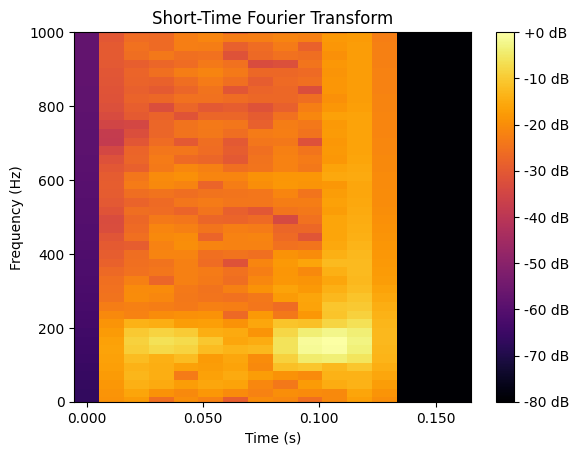 Short-Time Fourier Transform
Frequency (Hz)
1000
800
600
400
200
0
0.000
0.050
0.100
0.150
Time (s)
+0 dB
-10 dB
-20 dB
-30 dB
-40 dB
-50 dB
-60 dB
-70 dB
-80 dB